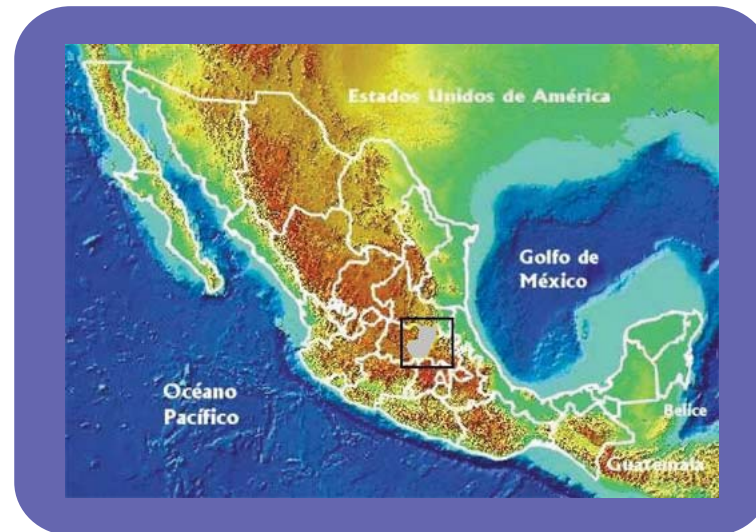 Estados Unidos de América
Golfo de
México
Océano
Pacífico
Belice
Guatemala